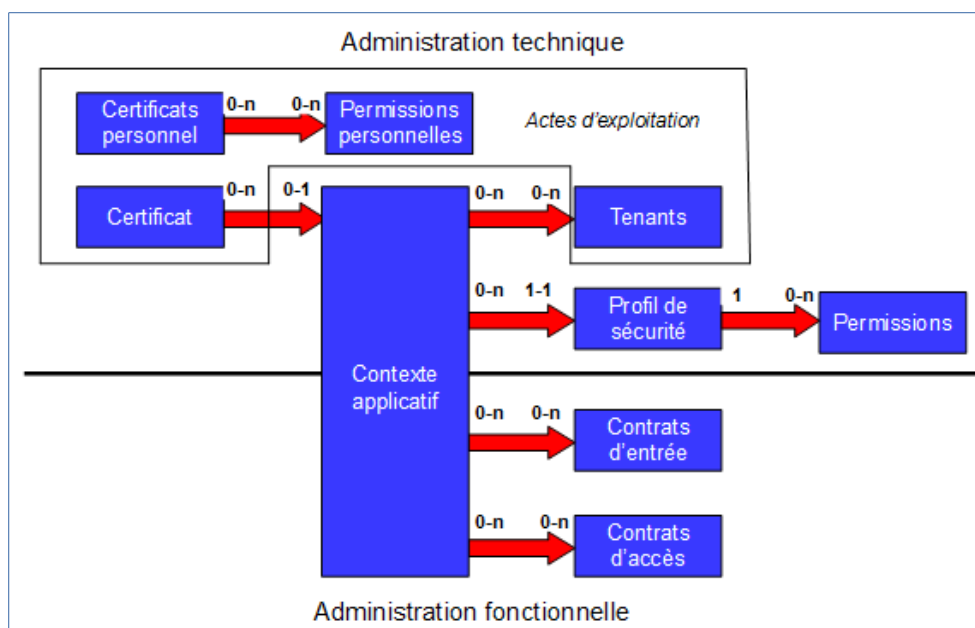 Administration technique
Certificats
personnel
0-n
0-n
Permissions
personnelles
Actes d'exploitation
Certificat
0-n
0-1
Contexte
applicatif
0-n
0-n
Tenants
0-n
1-1
Profil de
sécurité
1
0-n
Permissions
0-n
0-n
Contrats
d'entrée
0-n
0-n
Contrats
d'accès
Administration fonctionnelle